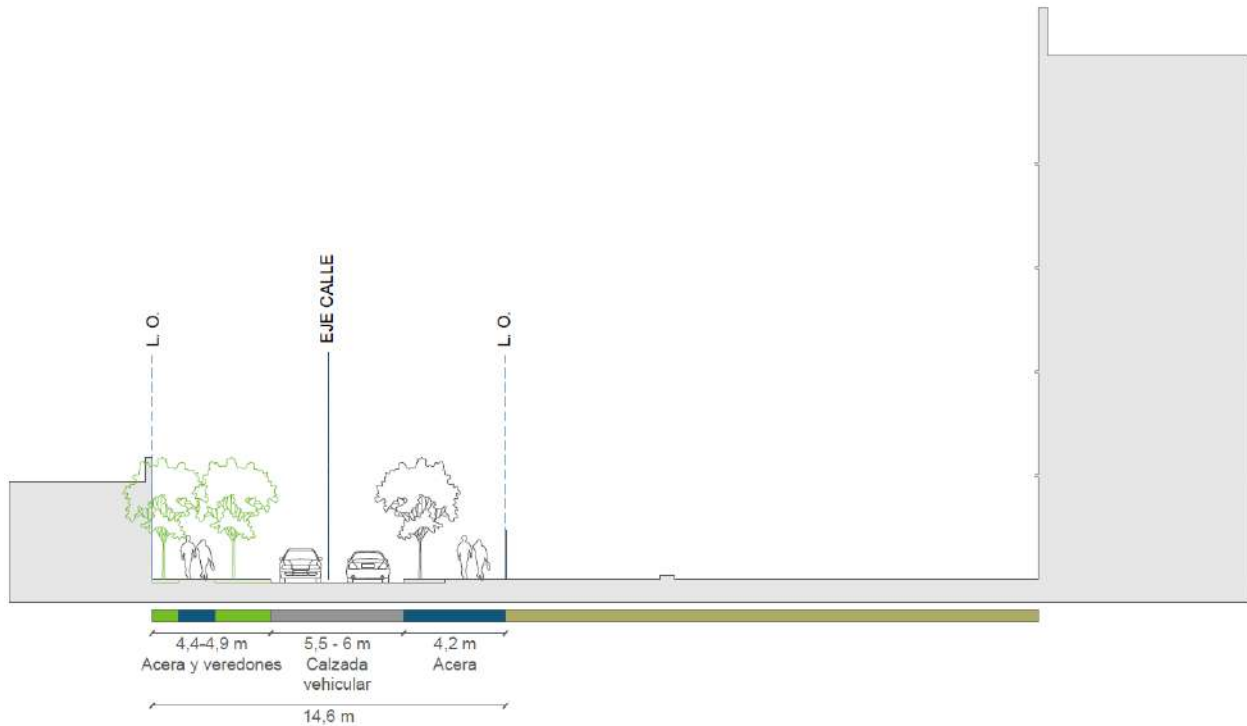 L. O.
EJE CALLE
L. O.
4,4-4,9 m
Acera y veredones
5,5 - 6 m
Calzada
vehicular
4,2 m
Acera
14,6 m